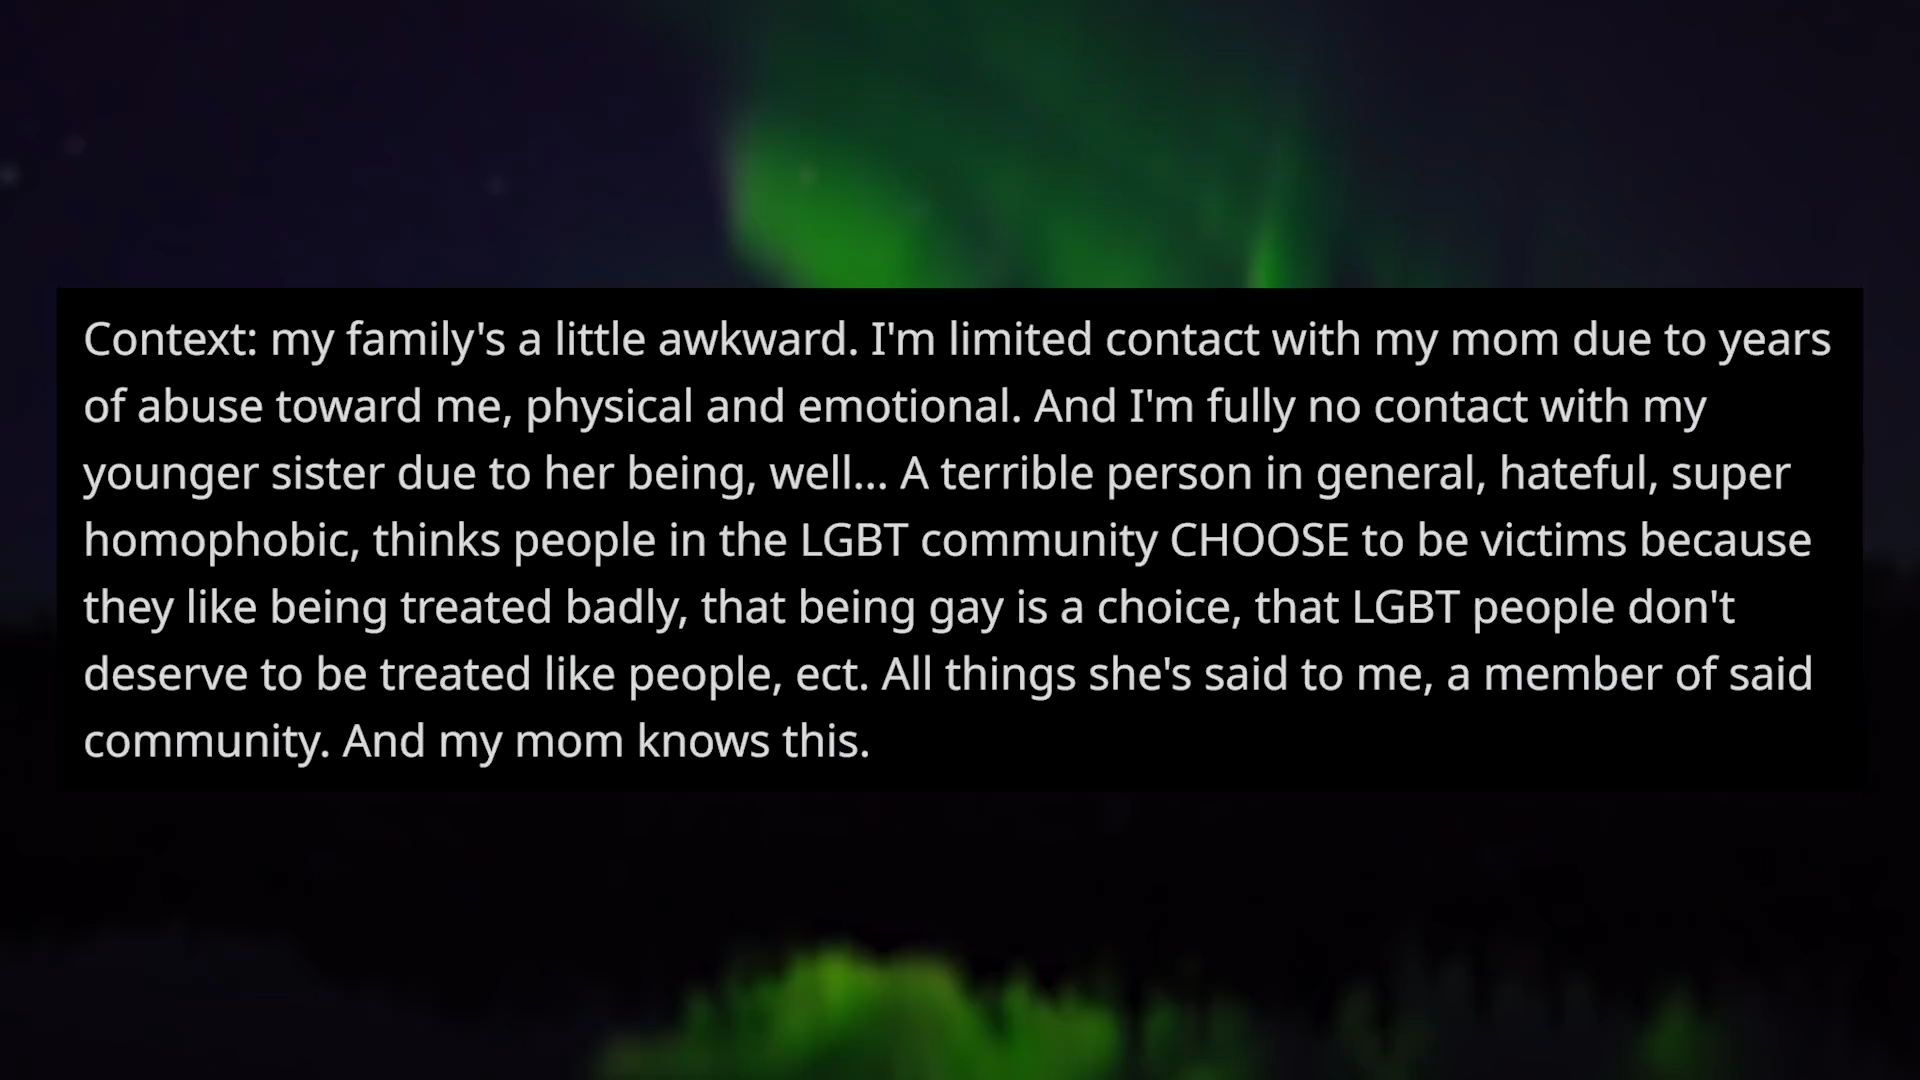 Context: my family's a little awkward. I'm limited contact with my mom due to years
of abuse toward me, physical and emotional. And I'm fully no contact with my
younger sister due to her being, well... A terrible person in general, hateful, super
homophobic, thinks people in the LGBT community CHOOSE to be victims because
they like being treated badly, that being gay is a choice, that LGBT people don't
deserve to be treated like people, ect. All things she's said to me, a member of said
community. And my mom knows this.